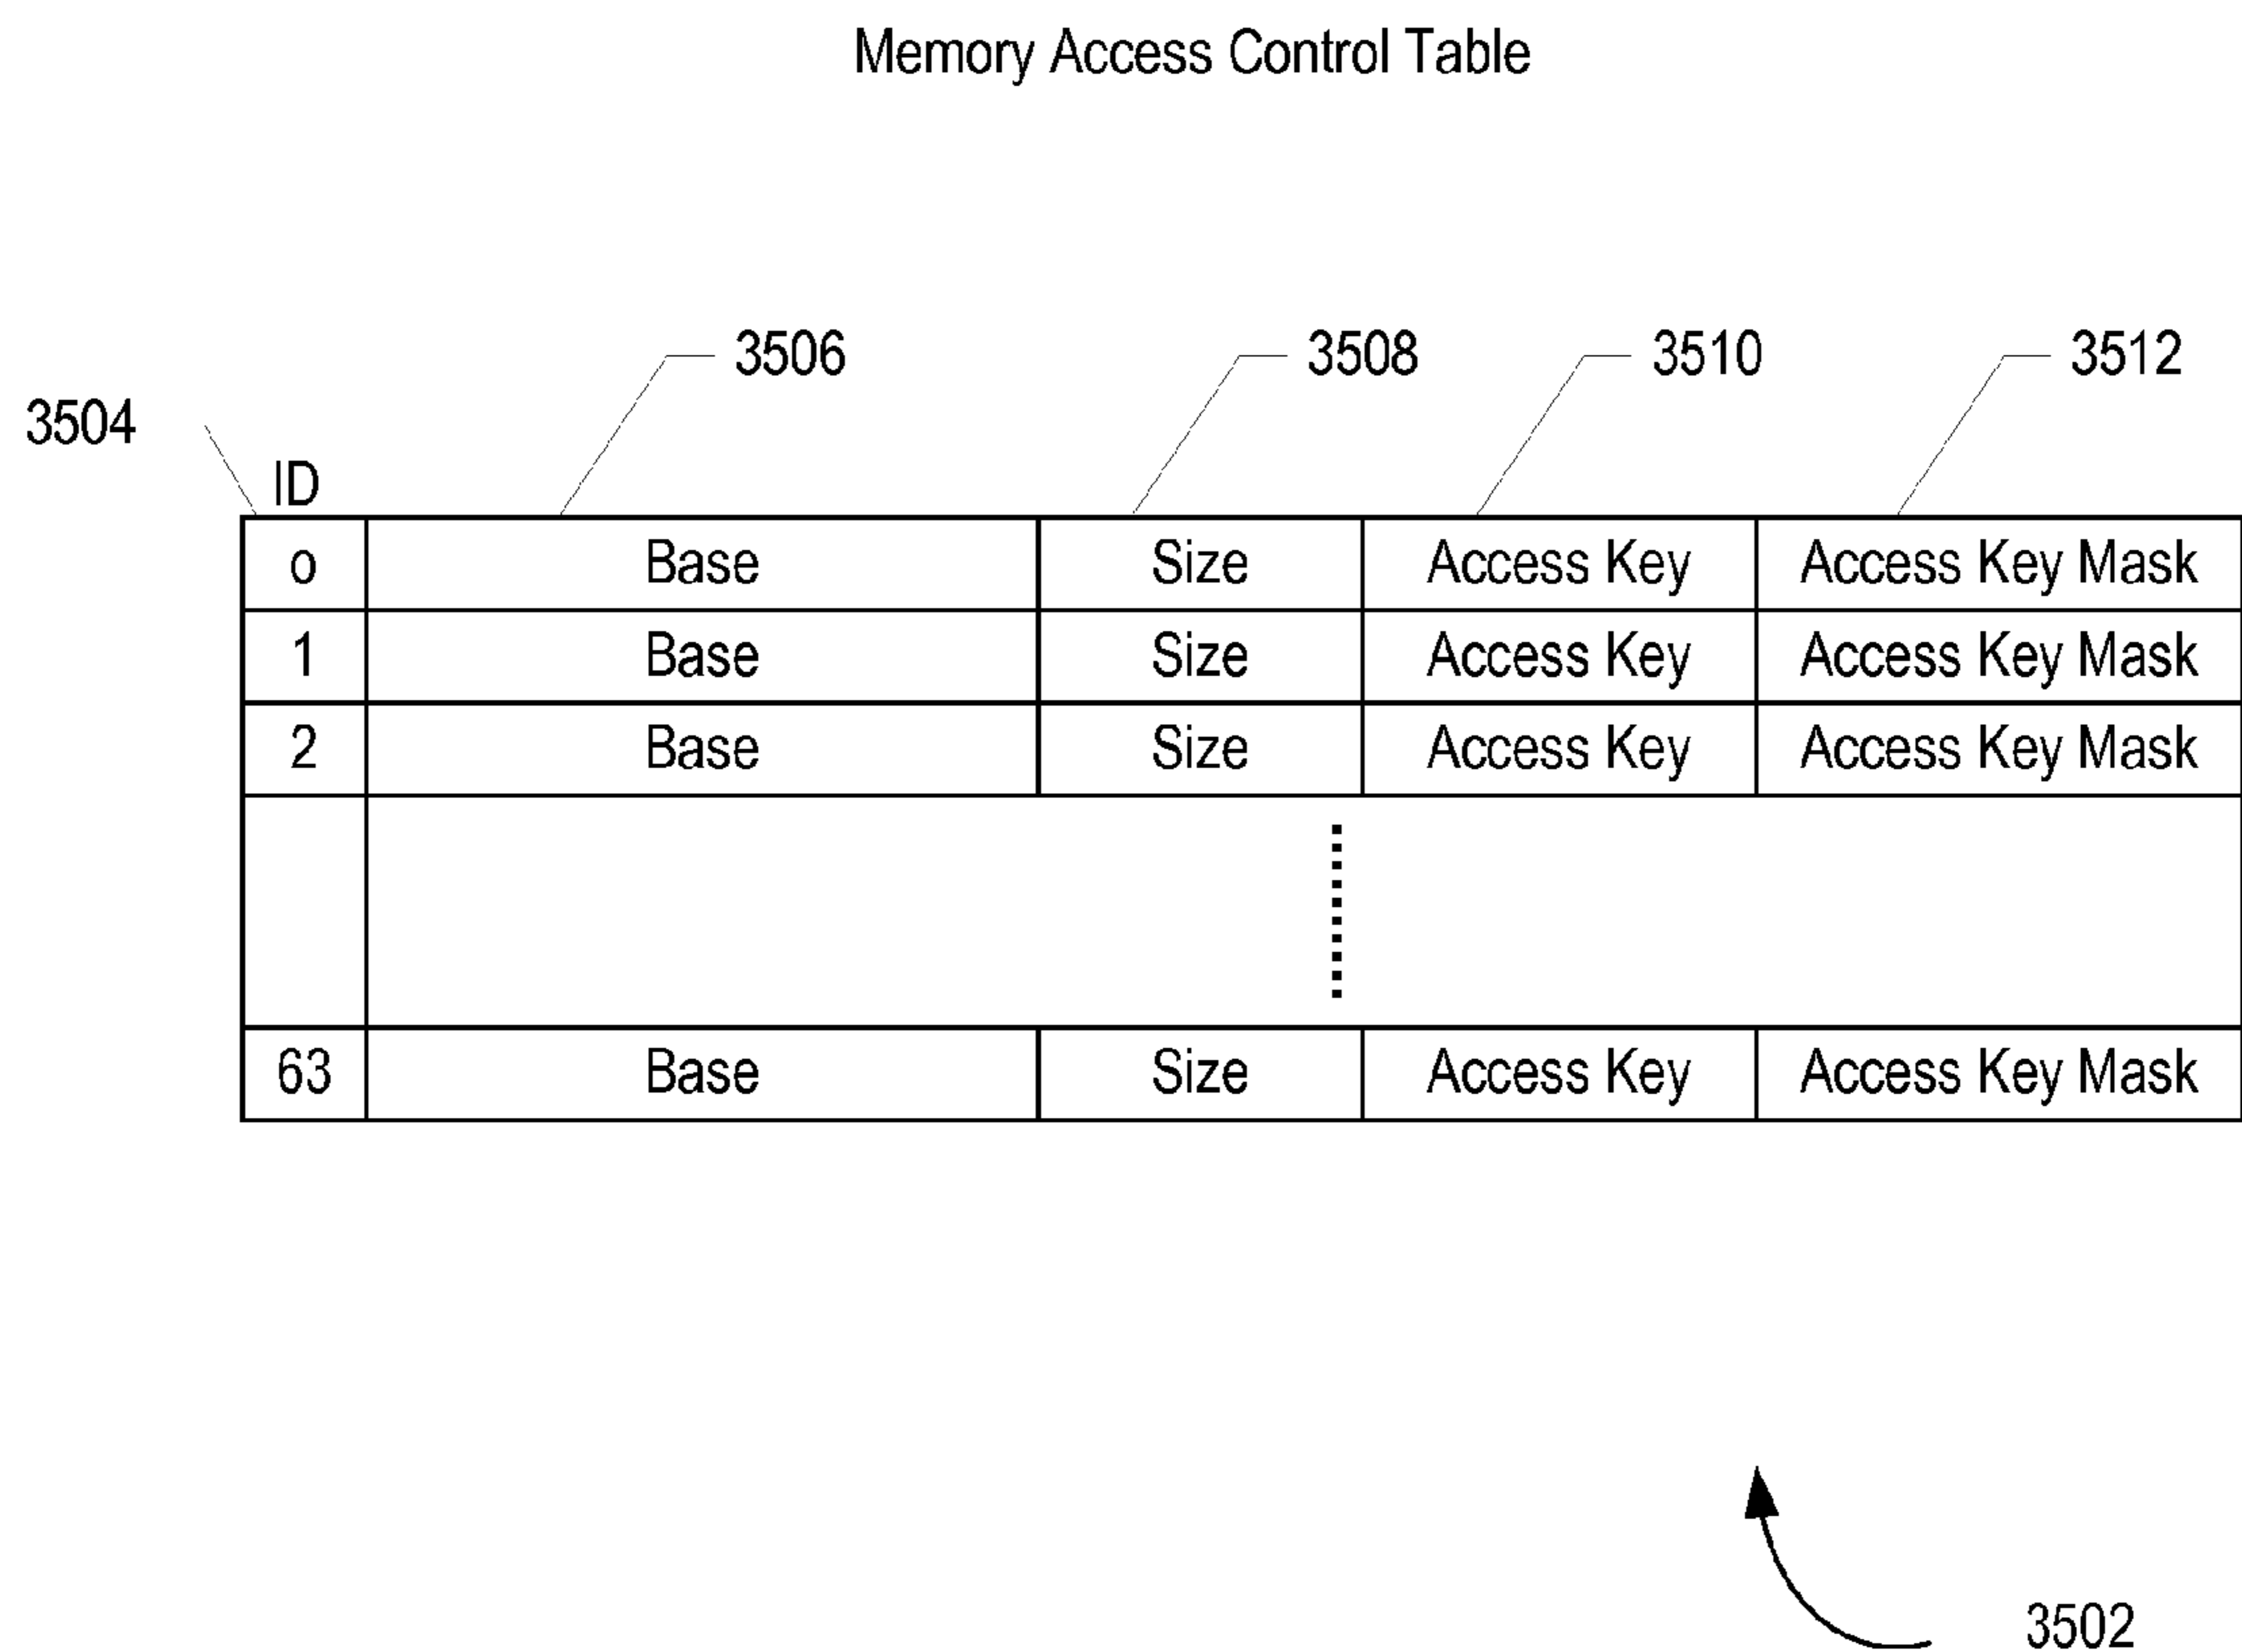 Memory Access Control Table
3506 3508 3510 3512
3504
ID
o Base Size Access Key Access Key Mask
1 Base Size Access Key Access Key Mask
2 Base Size Access Key Access Key Mask
63 Base Size Access Key Access Key Mask
3502